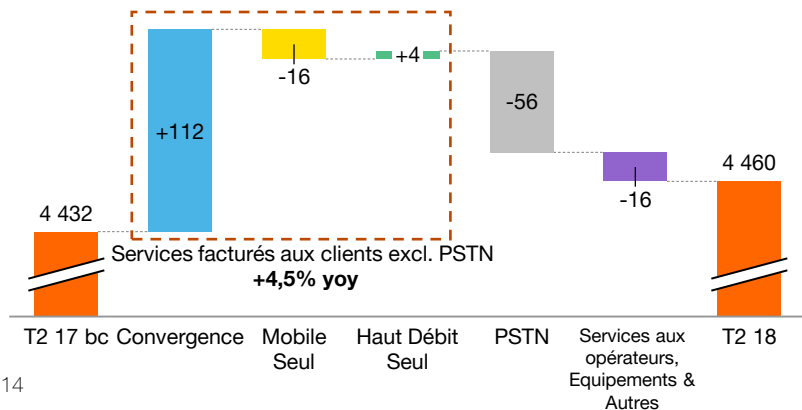 +112
-16
+4
-56
-16
4 432
4 460
Services facturés aux clients excl. PSTN
+4,5% yoy
T2 17 bc
Convergence
Mobile
Seul
Haut Débit
Seul
PSTN
Services aux
opérateurs,
Equipements &
Autres
T2 18
14